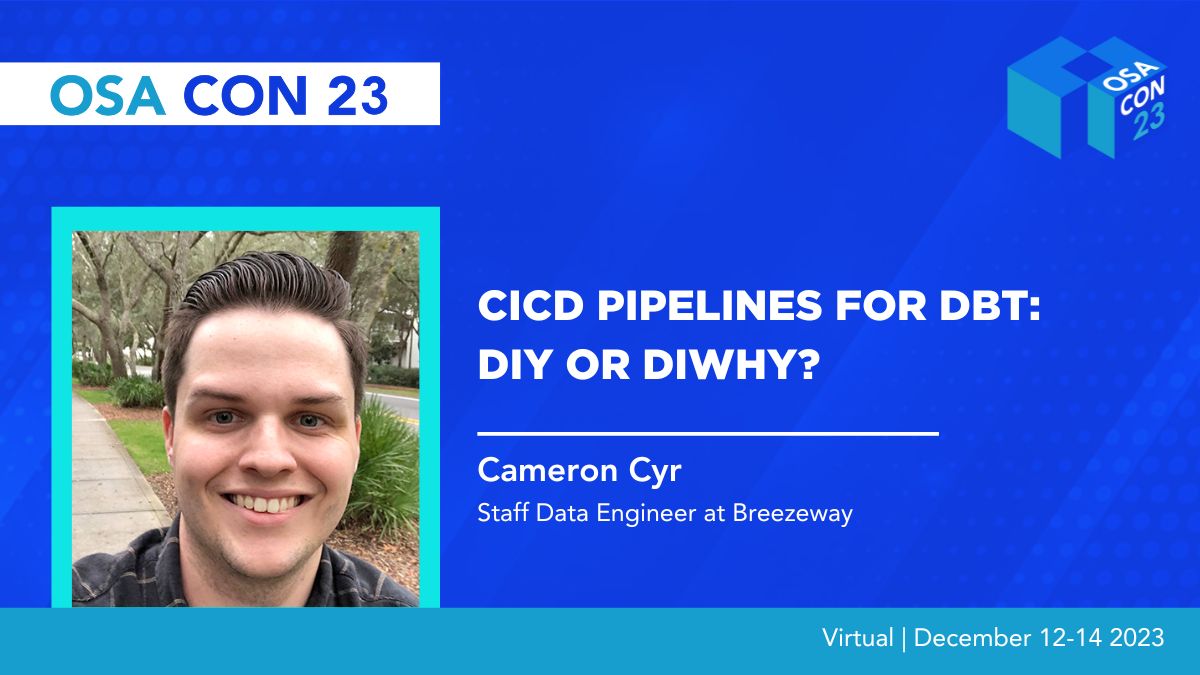 OSA CON 23
OSA
CON
23
CICD PIPELINES FOR DBT:
DIY OR DIWHY?
Cameron Cyr
Staff Data Engineer at Breezeway
Virtual | December 12-14 2023